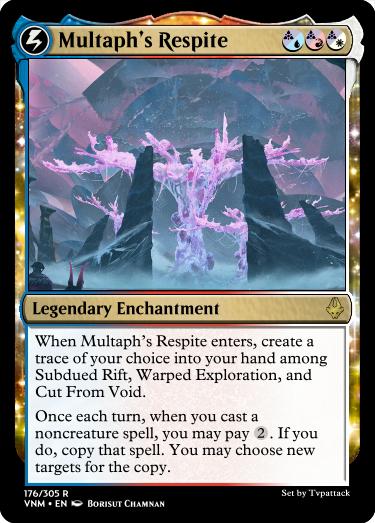 Multaph's Respite
Legendary Enchantment
When Multaph's Respite enters, create a
trace of your choice into your hand among
Subdued Rift, Warped Exploration, and
Cut From Void.
Once each turn, when you cast a
noncreature spell, you may pay 2. If you
do, copy that spell. You may choose new
targets for the copy.
176/305 R
VNM • EN Borisut Chamnan
Set by Tvpattack